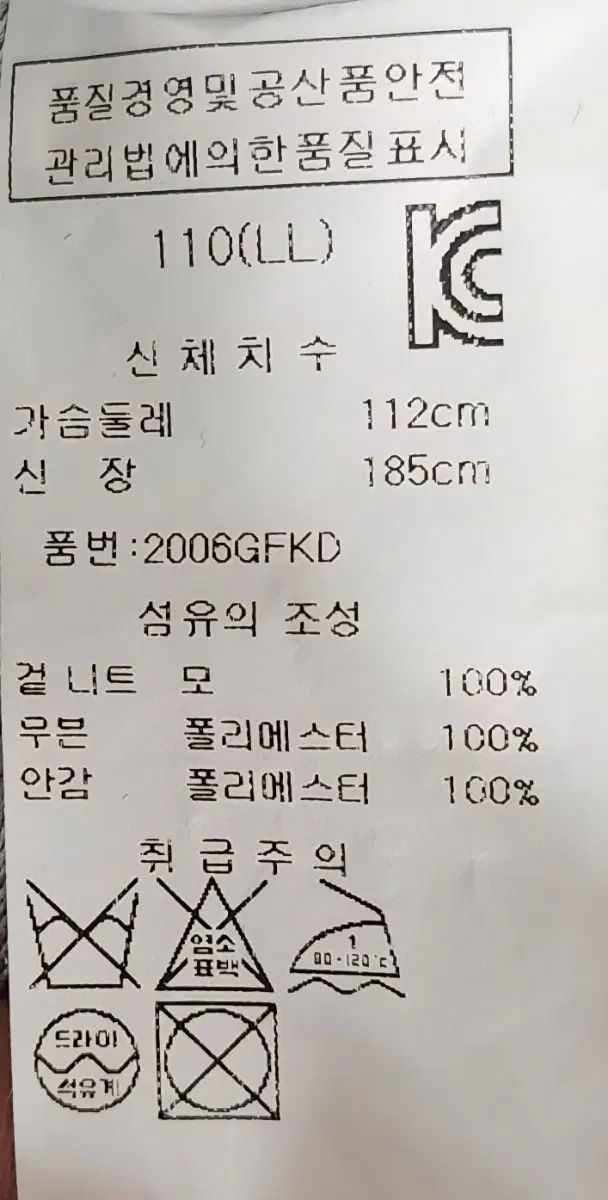 품질경영및공산품안전
관리법에의한품질표시
110(LL)
신체치수
가슴둘레 112cm
신 장 185cm
품번:2006GFKD
섬유의 조성
겉 니트 모 100%
우븐 폴리에스터 100%
안감 폴리에스터 100%
취급주의
염소
표백
1
80-120℃
드라이
석유계